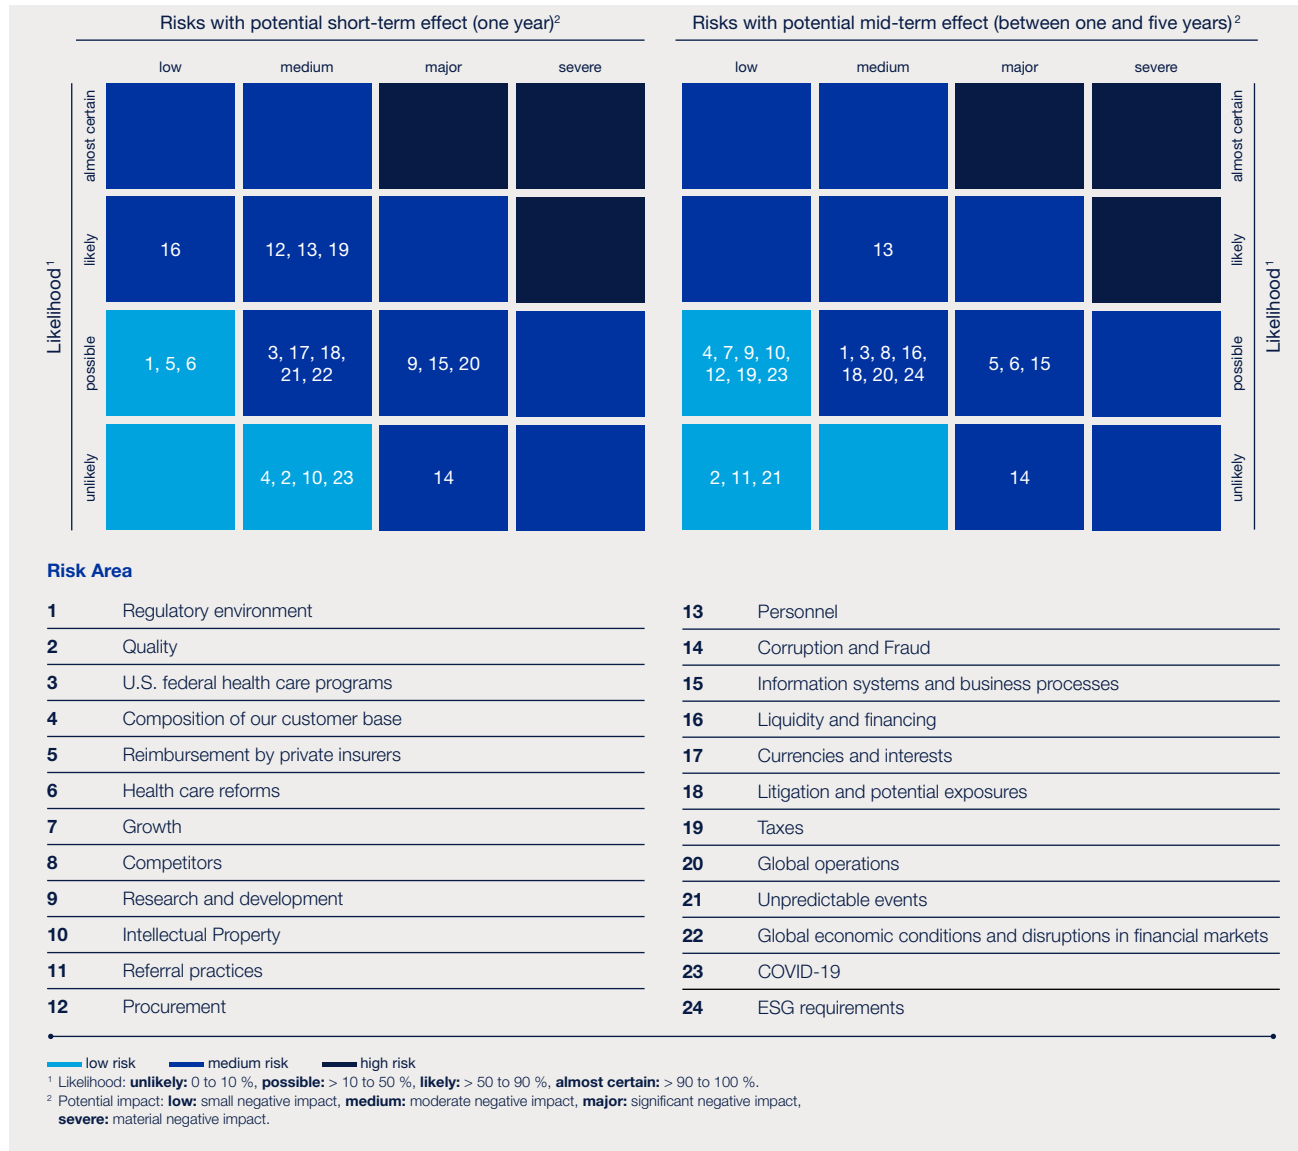 Risks with potential short-term effect (one year)²
low medium major severe
Likelihood¹
almost certain
likely
16
12, 13, 19
possible
1, 5, 6
3, 17, 18,
21, 22
9, 15, 20
unlikely
4, 2, 10, 23
14
Risks with potential mid-term effect (between one and five years)²
low medium major severe
almost certain
likely
13
possible
4, 7, 9, 10,
12, 19, 23
1, 3, 8, 16,
18, 20, 24
5, 6, 15
unlikely
2, 11, 21
14
Likelihood¹
Risk Area
1 Regulatory environment
2 Quality
3 U.S. federal health care programs
4 Composition of our customer base
5 Reimbursement by private insurers
6 Health care reforms
7 Growth
8 Competitors
9 Research and development
10 Intellectual Property
11 Referral practices
12 Procurement
13 Personnel
14 Corruption and Fraud
15 Information systems and business processes
16 Liquidity and financing
17 Currencies and interests
18 Litigation and potential exposures
19 Taxes
20 Global operations
21 Unpredictable events
22 Global economic conditions and disruptions in financial markets
23 COVID-19
24 ESG requirements
low risk medium risk high risk
¹ Likelihood: unlikely: 0 to 10 %, possible: > 10 to 50 %, likely: > 50 to 90 %, almost certain: > 90 to 100 %.
² Potential impact: low: small negative impact, medium: moderate negative impact, major: significant negative impact,
severe: material negative impact.